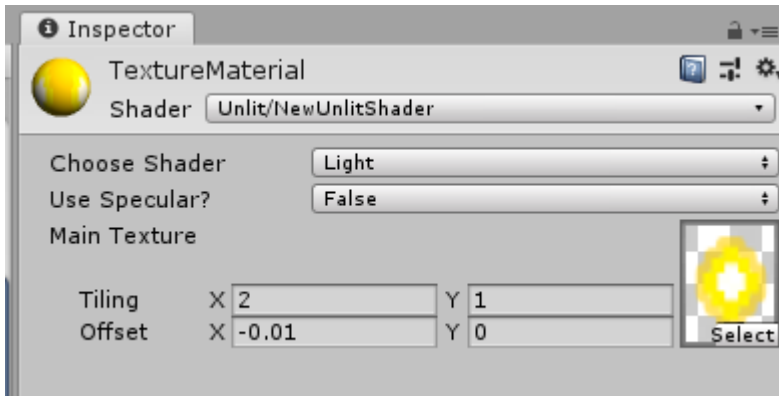 Inspector
TextureMaterial
Shader Unlit/NewUnlitShader
Choose Shader Light
Use Specular? False
Main Texture
Tiling X 2 Y 1
Offset X -0.01 Y 0
Select